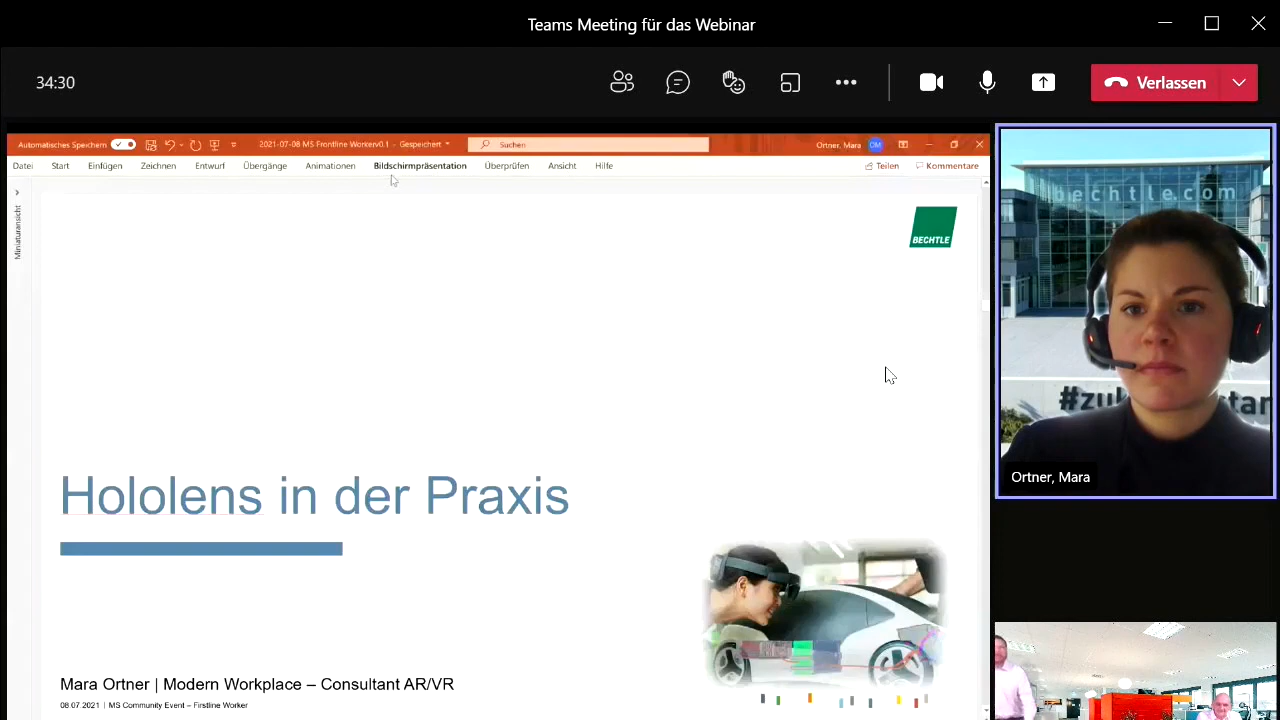 Teams Meeting für das Webinar
34:30
Verlassen
Automatisches Speichern
2021-07-08 MS-Frontline Workerv0.1 - Gespeichert
Suchen
Ortner, Mara
OM
Datei Start Einfügen Zeichnen Entwurf Übergänge Animationen Bildschirmpräsentation Überprüfen Ansicht Hilfe
Teilen
Kommentare
Miniaturansicht
BECHTLE
bechtle.com
Hololens in der Praxis
Mara Ortner | Modern Workplace – Consultant AR/VR
08.07.2021 | MS Community Event – Firstline Worker
Ortner, Mara